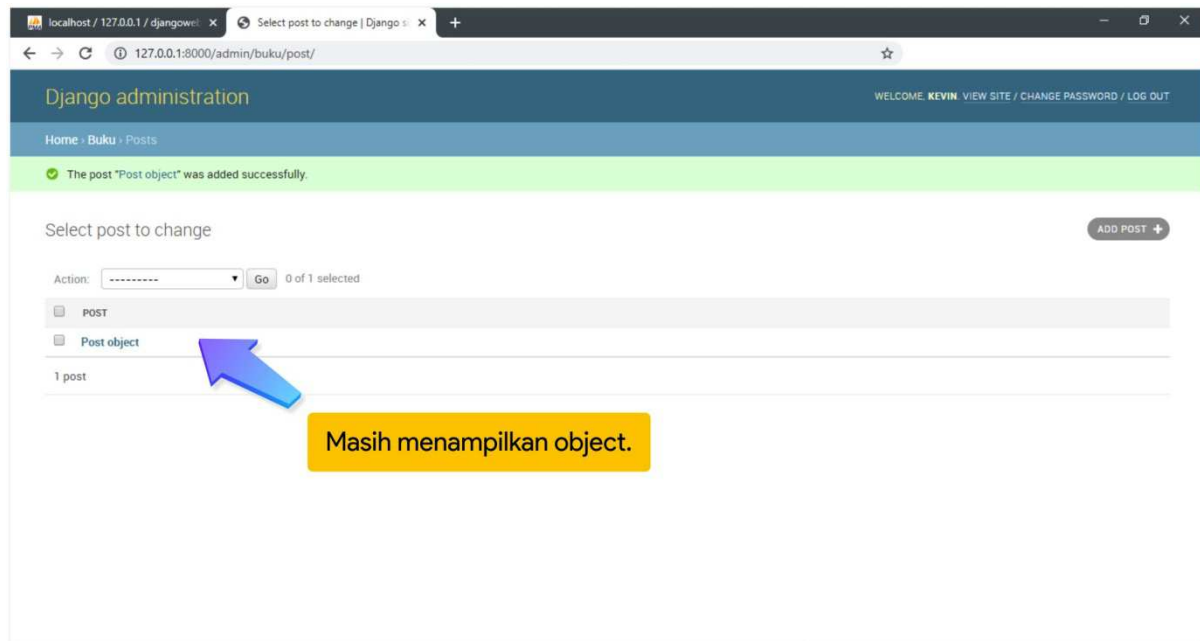 localhost / 127.0.0.1 / djangowel
Select post to change | Django s
127.0.0.1:8000/admin/buku/post/
Django administration
WELCOME, KEVIN. VIEW SITE / CHANGE PASSWORD / LOG OUT
Home › Buku › Posts
The post "Post object" was added successfully.
Select post to change
ADD POST +
Action: --------- Go 0 of 1 selected
POST
Post object
1 post
Masih menampilkan object.